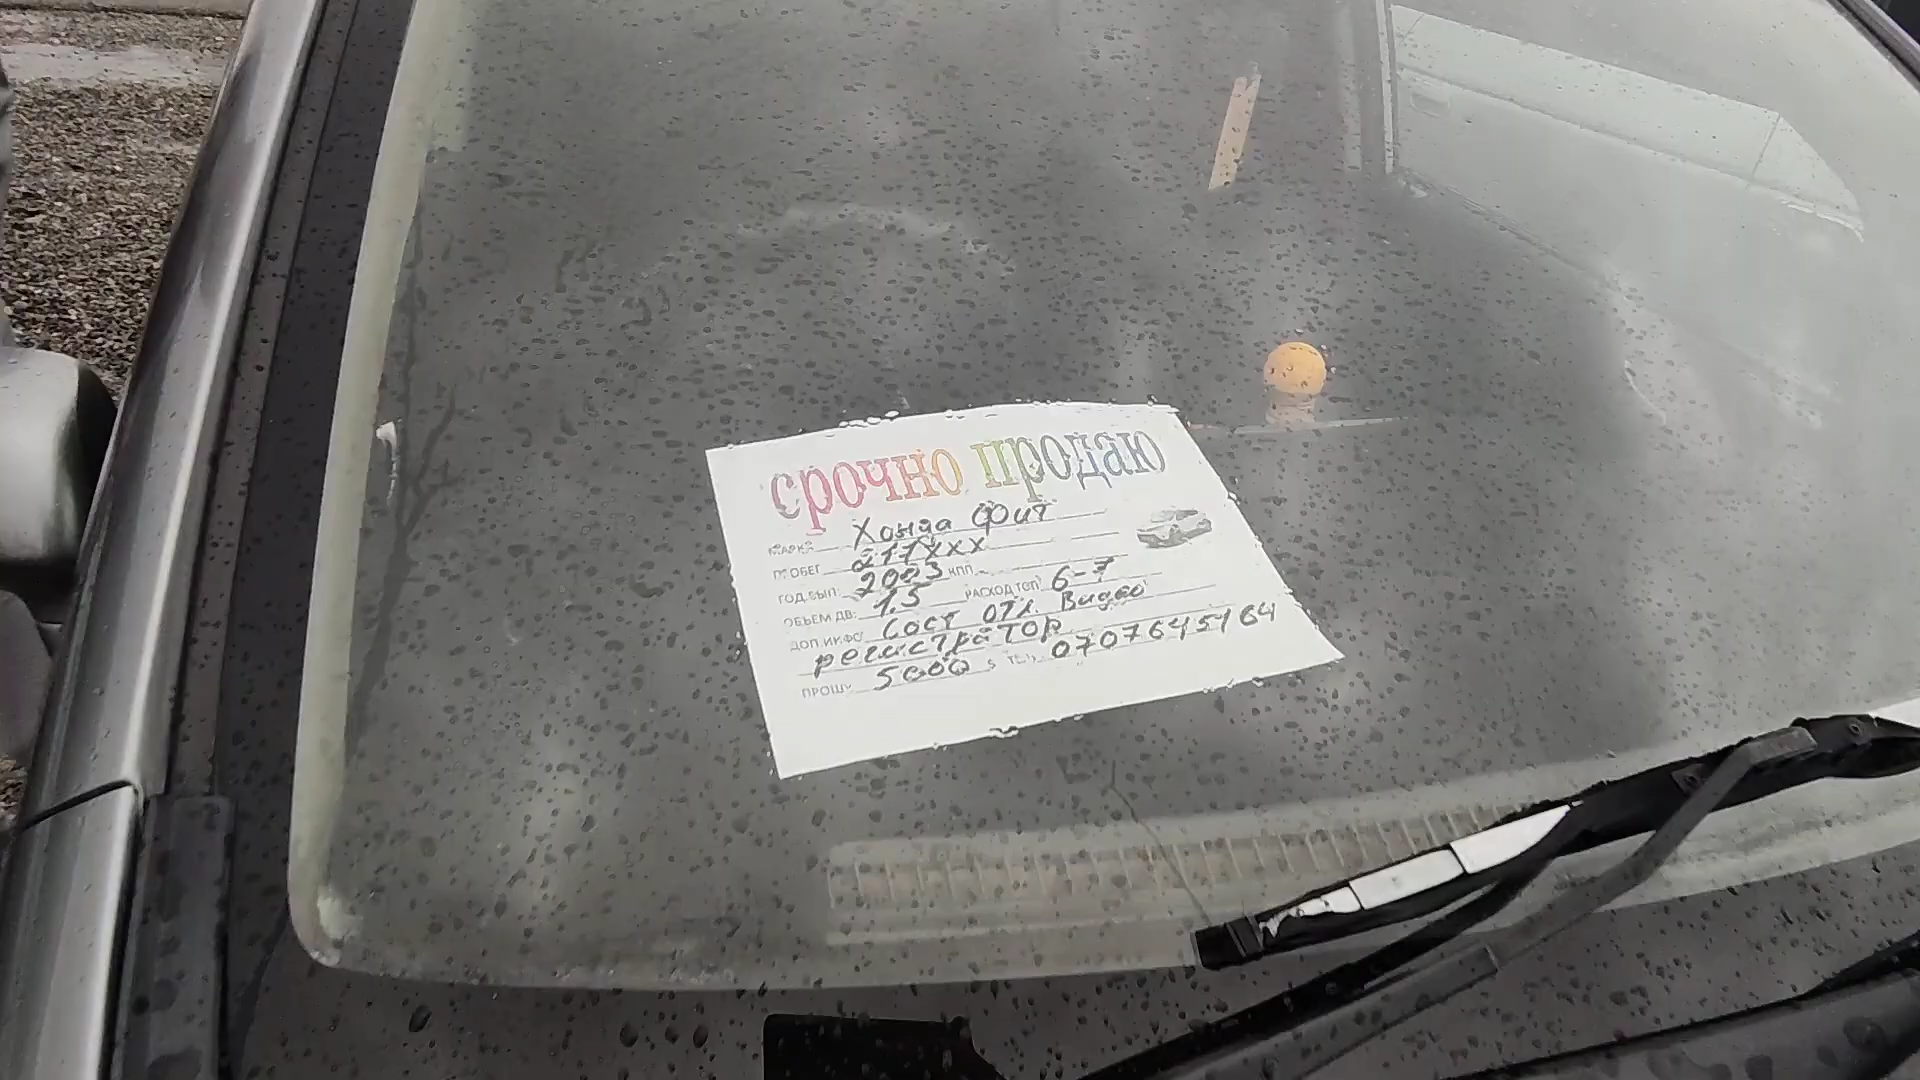 срочно продаю
МАРКА Хонда Фит
ПРОБЕГ 217ххх
ГОД ВЫП: 2003 КПП
ОБЪЕМ ДВ: 1.5 РАСХОД ТОП 6-7
ДОП.ИНФО: Сост отл. Видео
регистратор
ПРОШУ 5000 $ ТЕЛ: 0707645164